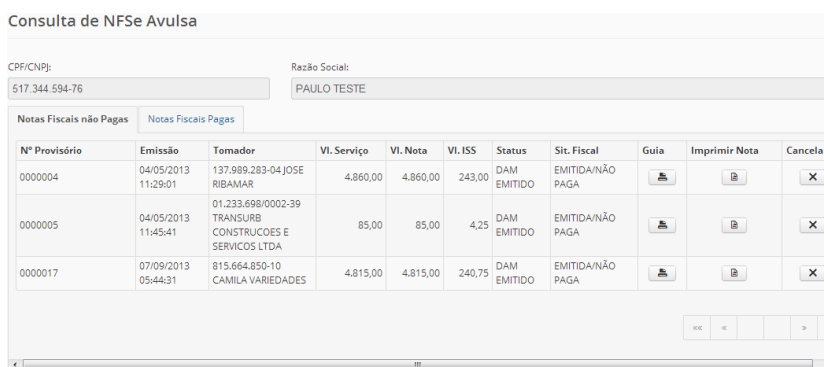 Consulta de NFSe Avulsa
CPF/CNPJ: Razão Social:
517.344.594-76 PAULO TESTE
Notas Fiscais não Pagas Notas Fiscais Pagas
Nº Provisório Emissão Tomador Vl. Serviço Vl. Nota Vl. ISS Status Sit. Fiscal Guia Imprimir Nota Cancela
0000004 04/05/2013 11:29:01 137.989.283-04 JOSE RIBAMAR 4.860,00 4.860,00 243,00 DAM EMITIDO EMITIDA/NÃO PAGA
0000005 04/05/2013 11:45:41 01.233.698/0002-39 TRANSURB CONSTRUCOES E SERVICOS LTDA 85,00 85,00 4,25 DAM EMITIDO EMITIDA/NÃO PAGA
0000017 07/09/2013 05:44:31 815.664.850-10 CAMILA VARIEDADES 4.815,00 4.815,00 240,75 DAM EMITIDO EMITIDA/NÃO PAGA
«« « »